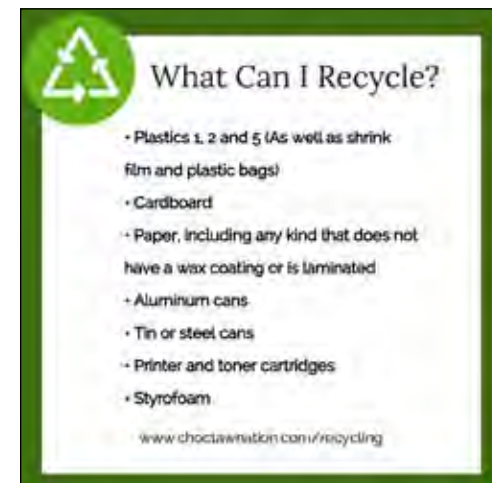 What Can I Recycle?
• Plastics 1, 2 and 5 (As well as shrink
film and plastic bags)
• Cardboard
• Paper, including any kind that does not
have a wax coating or is laminated
• Aluminum cans
• Tin or steel cans
• Printer and toner cartridges
• Styrofoam
www.choctawnation.com/recycling